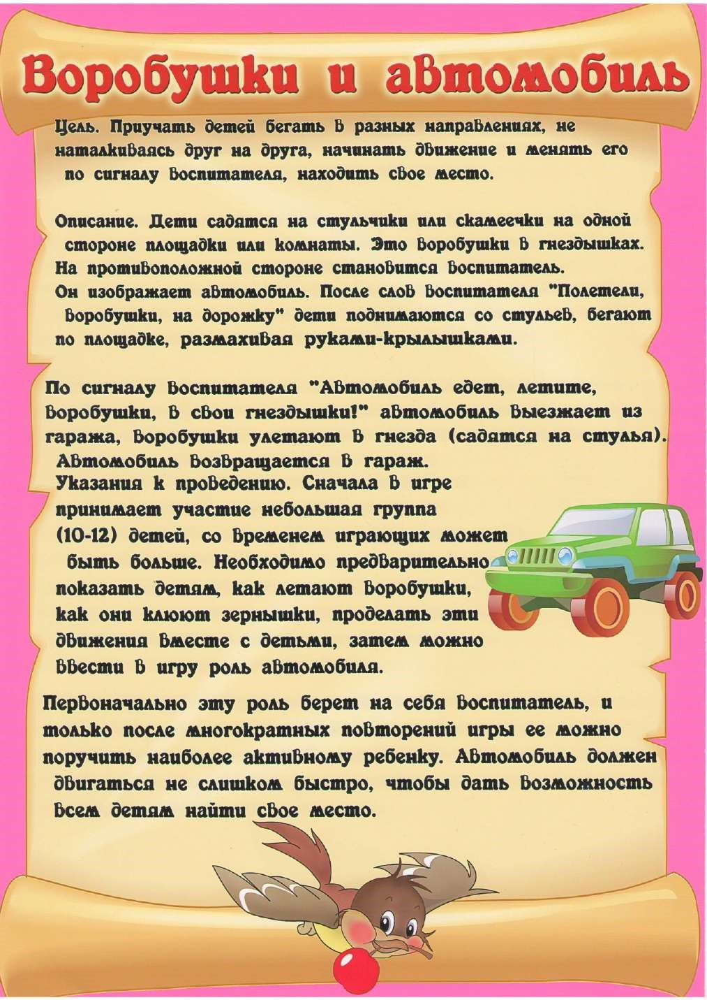 Воробушки и автомобиль
Цель. Приучать детей бегать в разных направлениях, не
наталкиваясь друг на друга, начинать движение и менять его
по сигналу воспитателя, находить свое место.
Описание. Дети садятся на стульчики или скамеечки на одной
стороне площадки или комнаты. Это воробушки в гнездышках.
На противоположной стороне становится воспитатель.
Он изображает автомобиль. После слов воспитателя "Полетели,
воробушки, на дорожку" дети поднимаются со стульев, бегают
по площадке, размахивая руками-крылышками.
По сигналу воспитателя "Автомобиль едет, летите,
воробушки, в свои гнездышки!" автомобиль выезжает из
гаража, воробушки улетают в гнезда (садятся на стулья).
Автомобиль возвращается в гараж.
Указания к проведению. Сначала в игре
принимает участие небольшая группа
(10-12) детей, со временем играющих может
быть больше. Необходимо предварительно
показать детям, как летают воробушки,
как они клюют зернышки, проделать эти
движения вместе с детьми, затем можно
ввести в игру роль автомобиля.
Первоначально эту роль берет на себя воспитатель, и
только после многократных повторений игры ее можно
поручить наиболее активному ребенку. Автомобиль должен
двигаться не слишком быстро, чтобы дать возможность
всем детям найти свое место.